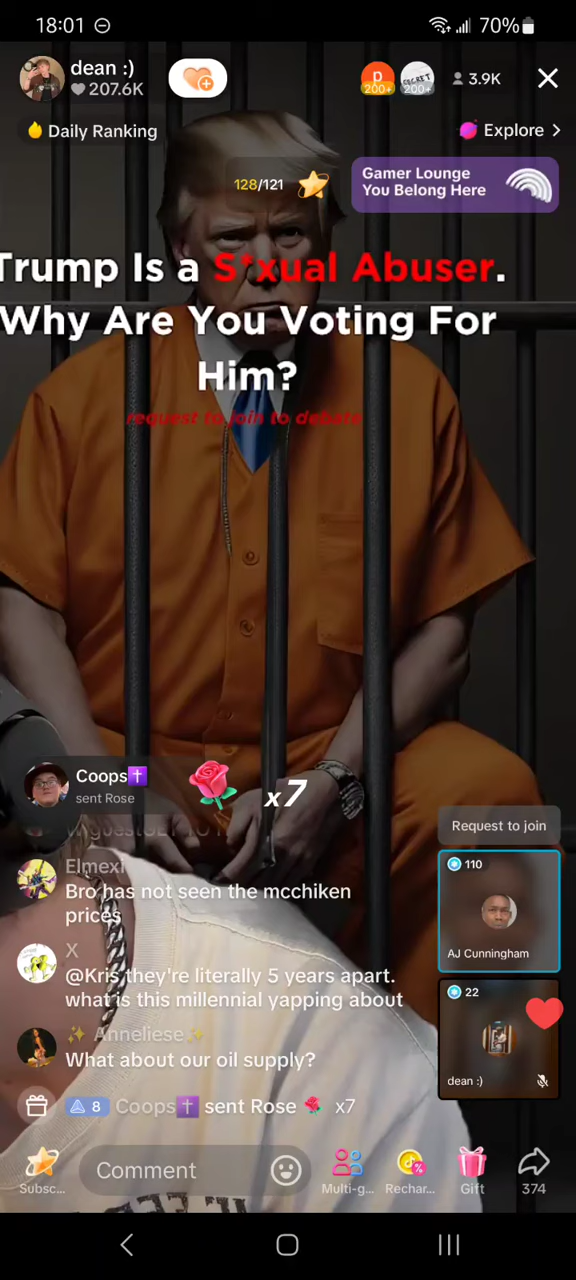 18:01
70%
dean :)
207.6K
P
200+
SECRET
200+
3.9K
Daily Ranking
Explore
128/121
Gamer Lounge
You Belong Here
Trump Is a S*xual Abuser.
Why Are You Voting For
Him?
request to join to debate
Coops
sent Rose
x7
Request to join
Elmexi
Bro has not seen the mcchiken
prices
110
AJ Cunningham
X
@Kris they're literally 5 years apart.
what is this millennial yapping about
22
Anneliese
What about our oil supply?
dean :)
8 Coops sent Rose x7
Subsc...
Comment
Multi-g...
Rechar...
Gift
374